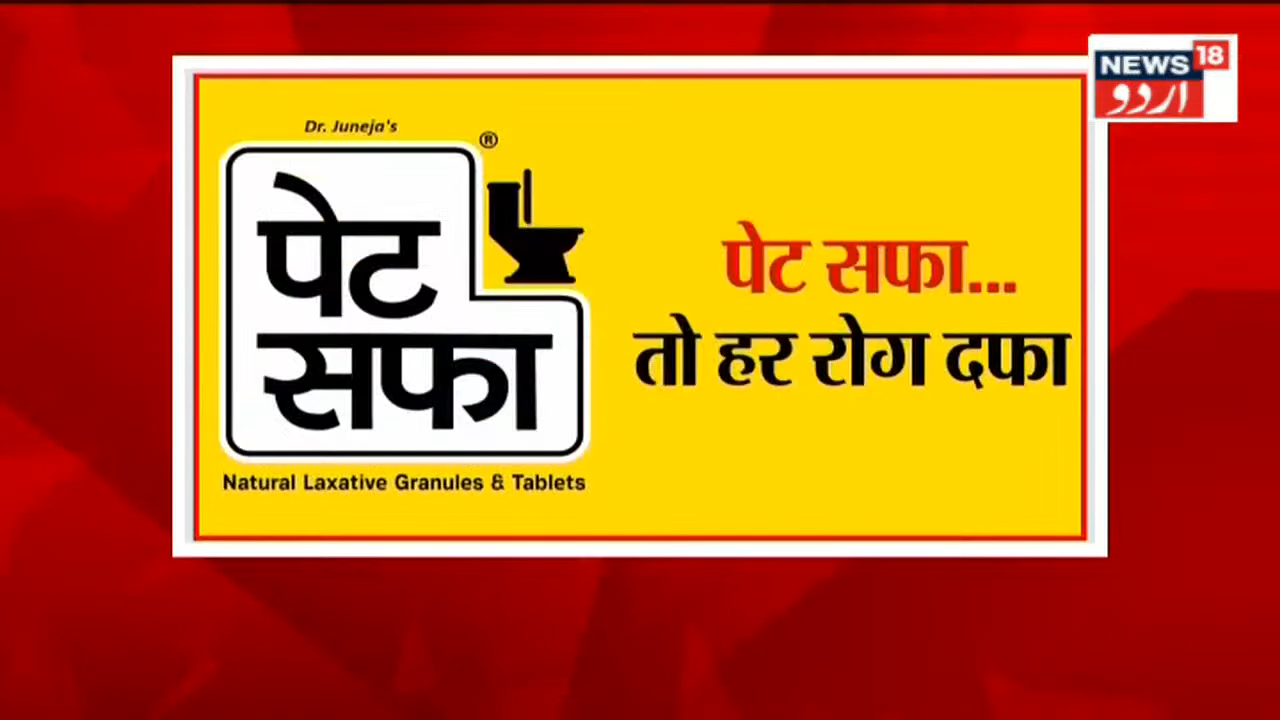 NEWS 18
اردو
Dr. Juneja's
®
पेट
सफा
Natural Laxative Granules & Tablets
पेट सफा...
तो हर रोग दफा